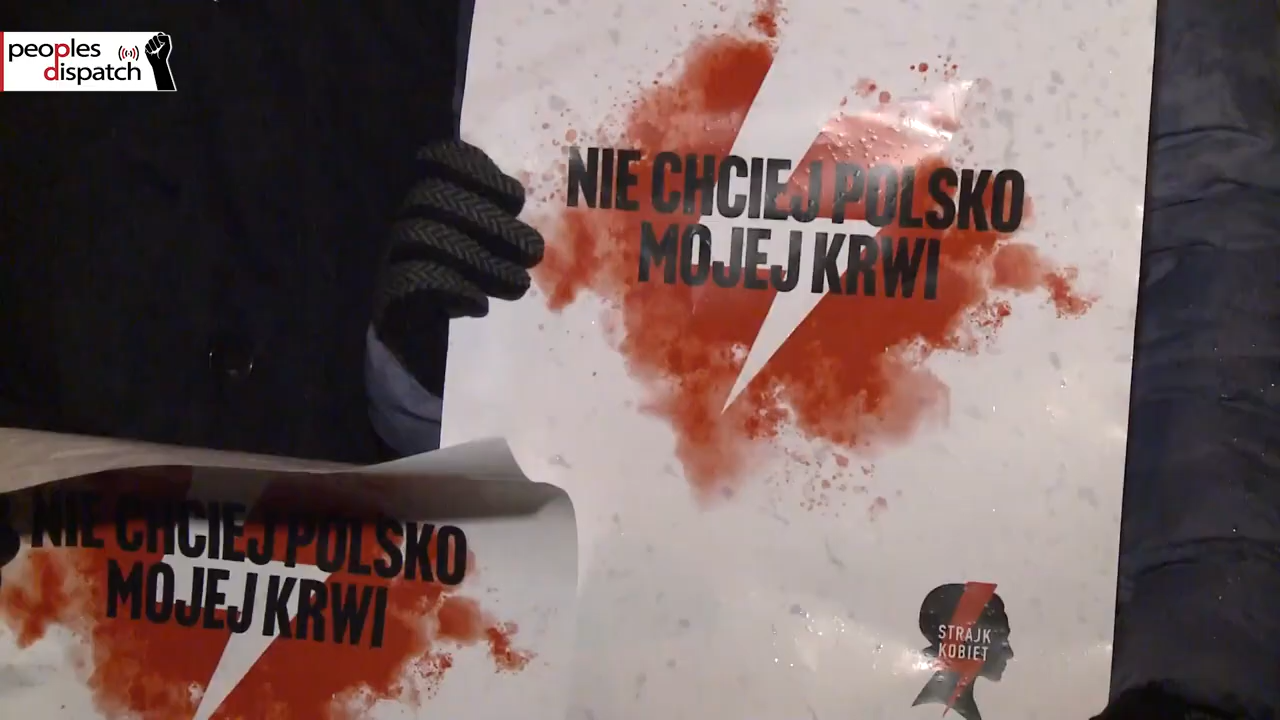 peoples
dispatch
NIE CHCIEJ POLSKO
MOJEJ KRWI
NIE CHCIEJ POLSKO
MOJEJ KRWI
STRAJK
KOBIET